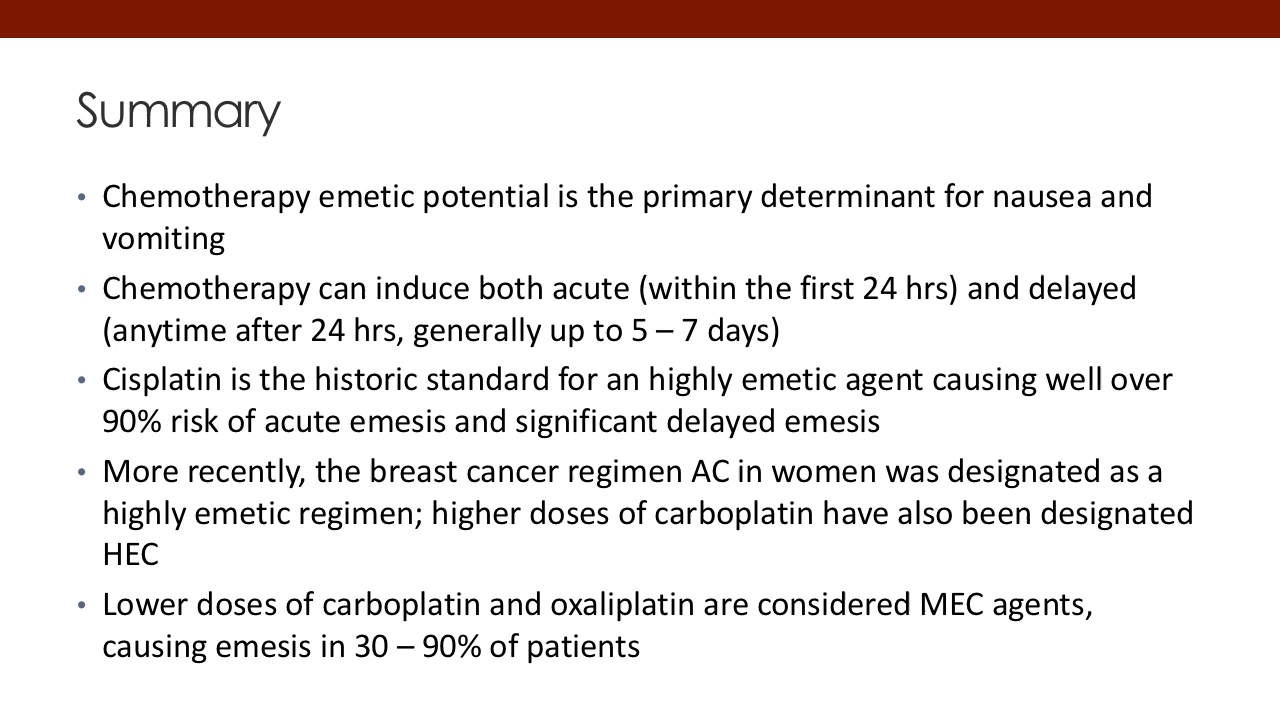 Summary
• Chemotherapy emetic potential is the primary determinant for nausea and
vomiting
• Chemotherapy can induce both acute (within the first 24 hrs) and delayed
(anytime after 24 hrs, generally up to 5 – 7 days)
• Cisplatin is the historic standard for an highly emetic agent causing well over
90% risk of acute emesis and significant delayed emesis
• More recently, the breast cancer regimen AC in women was designated as a
highly emetic regimen; higher doses of carboplatin have also been designated
HEC
• Lower doses of carboplatin and oxaliplatin are considered MEC agents,
causing emesis in 30 – 90% of patients